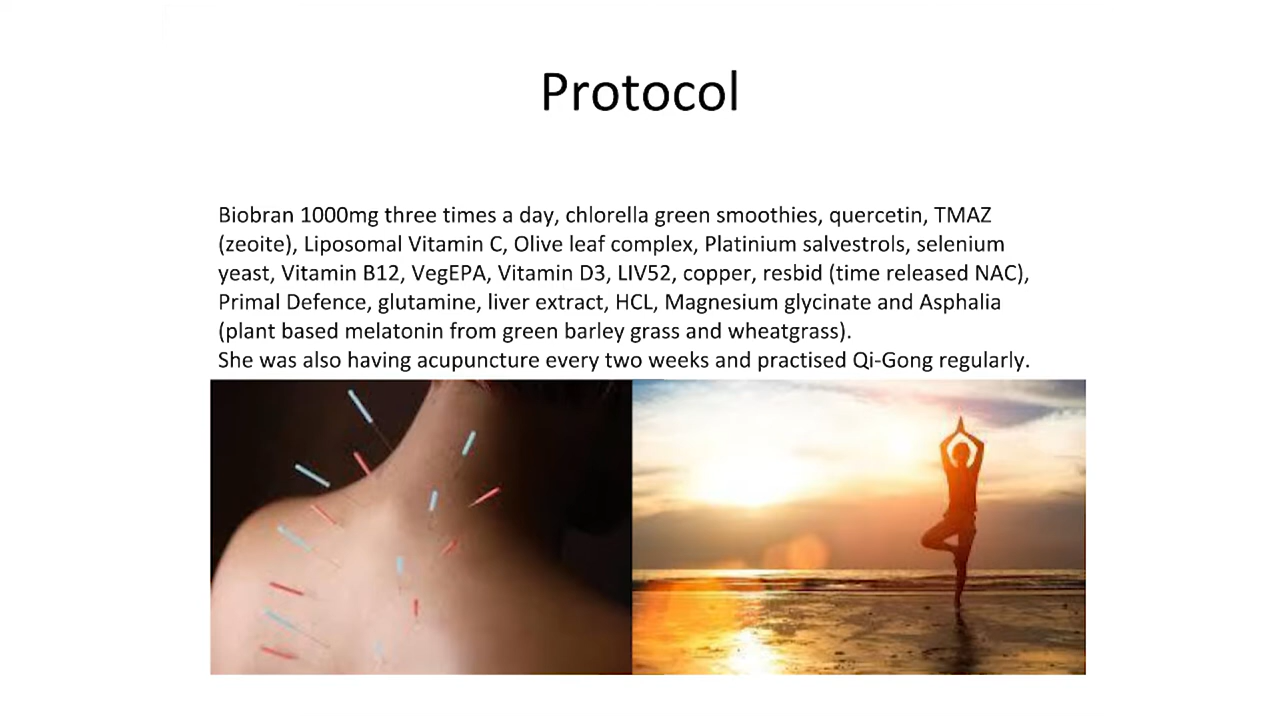 Protocol
Biobran 1000mg three times a day, chlorella green smoothies, quercetin, TMAZ
(zeoite), Liposomal Vitamin C, Olive leaf complex, Platinium salvestrols, selenium
yeast, Vitamin B12, VegEPA, Vitamin D3, LIV52, copper, resbid (time released NAC),
Primal Defence, glutamine, liver extract, HCL, Magnesium glycinate and Asphalia
(plant based melatonin from green barley grass and wheatgrass).
She was also having acupuncture every two weeks and practised Qi-Gong regularly.